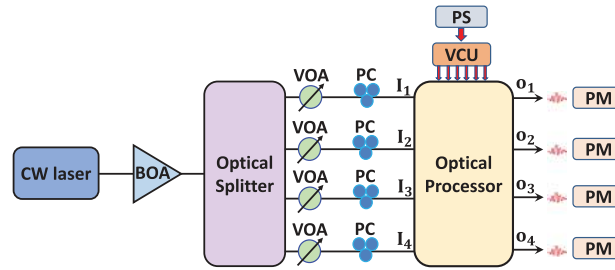 PS
VCU
VOA PC I1 O1 PM
VOA PC I2 O2 PM
VOA PC I3 O3 PM
VOA PC I4 O4 PM
CW laser
BOA
Optical
Splitter
Optical
Processor